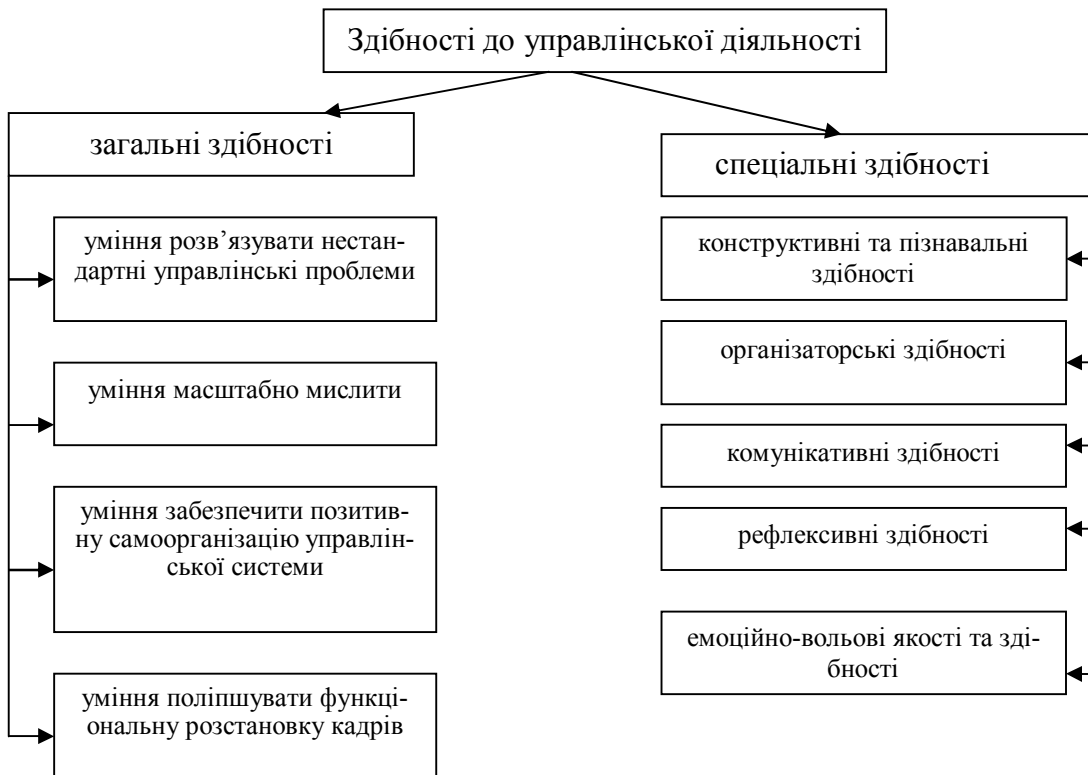 Здібності до управлінської діяльності
загальні здібності
уміння розв’язувати нестан-
дартні управлінські проблеми
уміння масштабно мислити
уміння забезпечити позитив-
ну самоорганізацію управлін-
ської системи
уміння поліпшувати функці-
ональну розстановку кадрів
спеціальні здібності
конструктивні та пізнавальні
здібності
організаторські здібності
комунікативні здібності
рефлексивні здібності
емоційно-вольові якості та зді-
бності